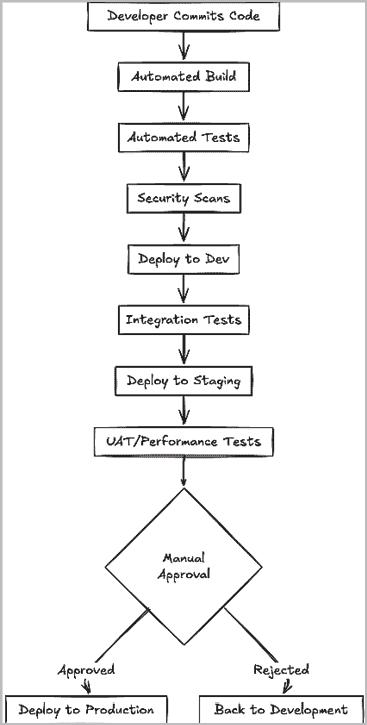 Developer Commits Code
Automated Build
Automated Tests
Security Scans
Deploy to Dev
Integration Tests
Deploy to Staging
UAT/Performance Tests
Manual
Approval
Approved
Rejected
Deploy to Production
Back to Development